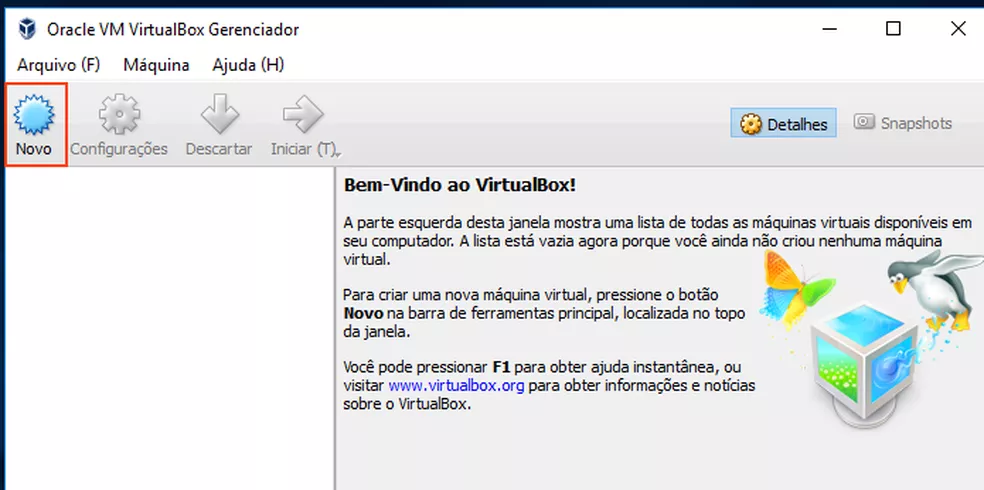 Oracle VM VirtualBox Gerenciador
Arquivo (F) Máquina Ajuda (H)
Novo Configurações Descartar Iniciar (T) Detalhes Snapshots
Bem-Vindo ao VirtualBox!
A parte esquerda desta janela mostra uma lista de todas as máquinas virtuais disponíveis em
seu computador. A lista está vazia agora porque você ainda não criou nenhuma máquina
virtual.
Para criar uma nova máquina virtual, pressione o botão
Novo na barra de ferramentas principal, localizada no topo
da janela.
Você pode pressionar F1 para obter ajuda instantânea, ou
visitar www.virtualbox.org para obter informações e notícias
sobre o VirtualBox.